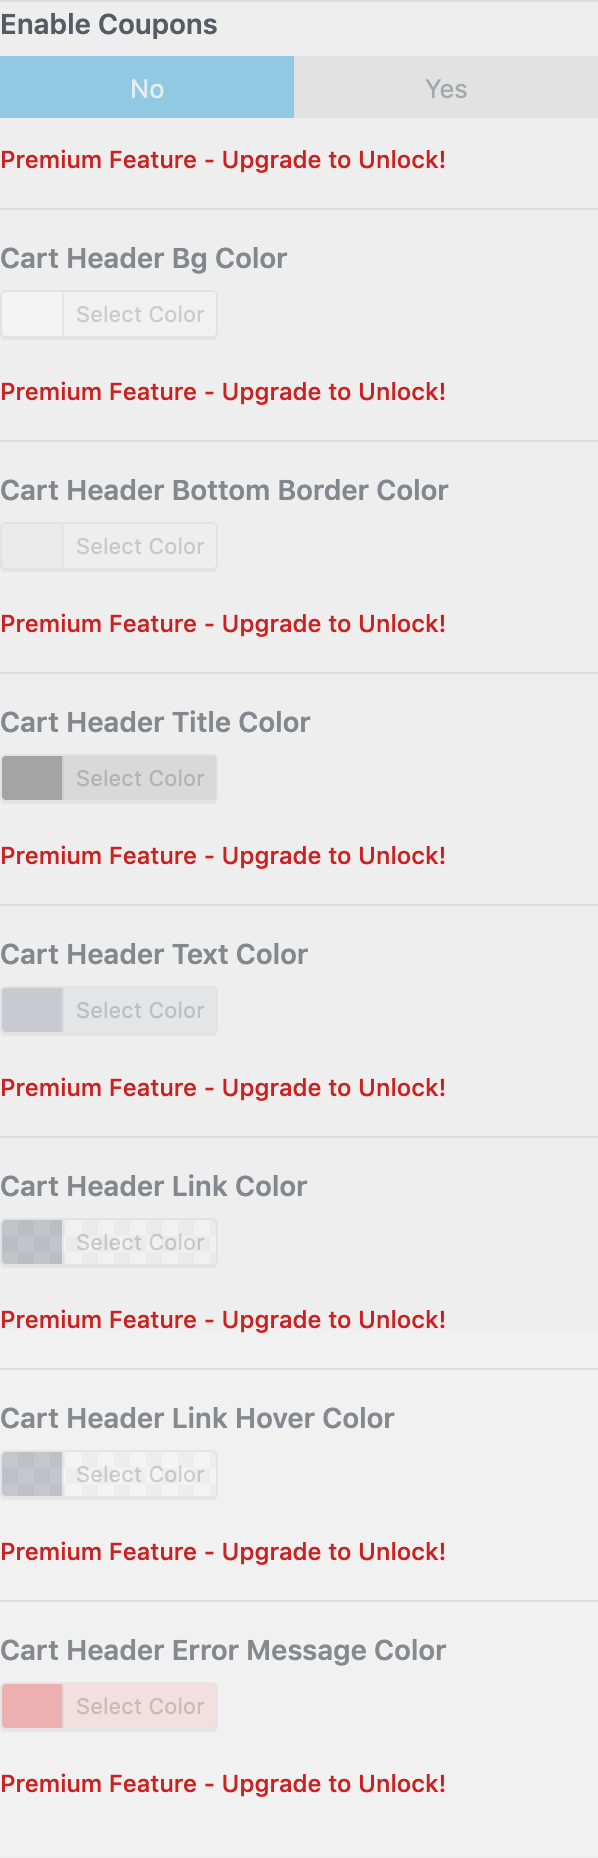 Enable Coupons
No Yes
Premium Feature - Upgrade to Unlock!
Cart Header Bg Color
Select Color
Premium Feature - Upgrade to Unlock!
Cart Header Bottom Border Color
Select Color
Premium Feature - Upgrade to Unlock!
Cart Header Title Color
Select Color
Premium Feature - Upgrade to Unlock!
Cart Header Text Color
Select Color
Premium Feature - Upgrade to Unlock!
Cart Header Link Color
Select Color
Premium Feature - Upgrade to Unlock!
Cart Header Link Hover Color
Select Color
Premium Feature - Upgrade to Unlock!
Cart Header Error Message Color
Select Color
Premium Feature - Upgrade to Unlock!